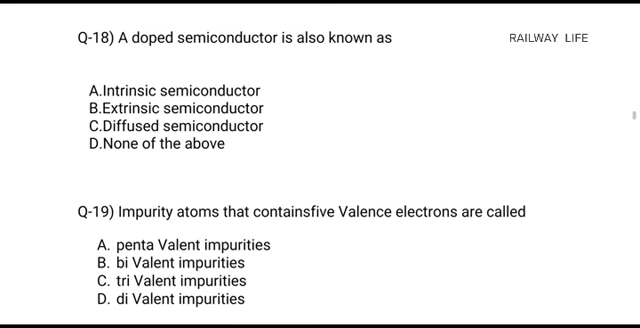 Q-18) A doped semiconductor is also known as
RAILWAY LIFE
A.Intrinsic semiconductor
B.Extrinsic semiconductor
C.Diffused semiconductor
D.None of the above
Q-19) Impurity atoms that containsfive Valence electrons are called
A. penta Valent impurities
B. bi Valent impurities
C. tri Valent impurities
D. di Valent impurities